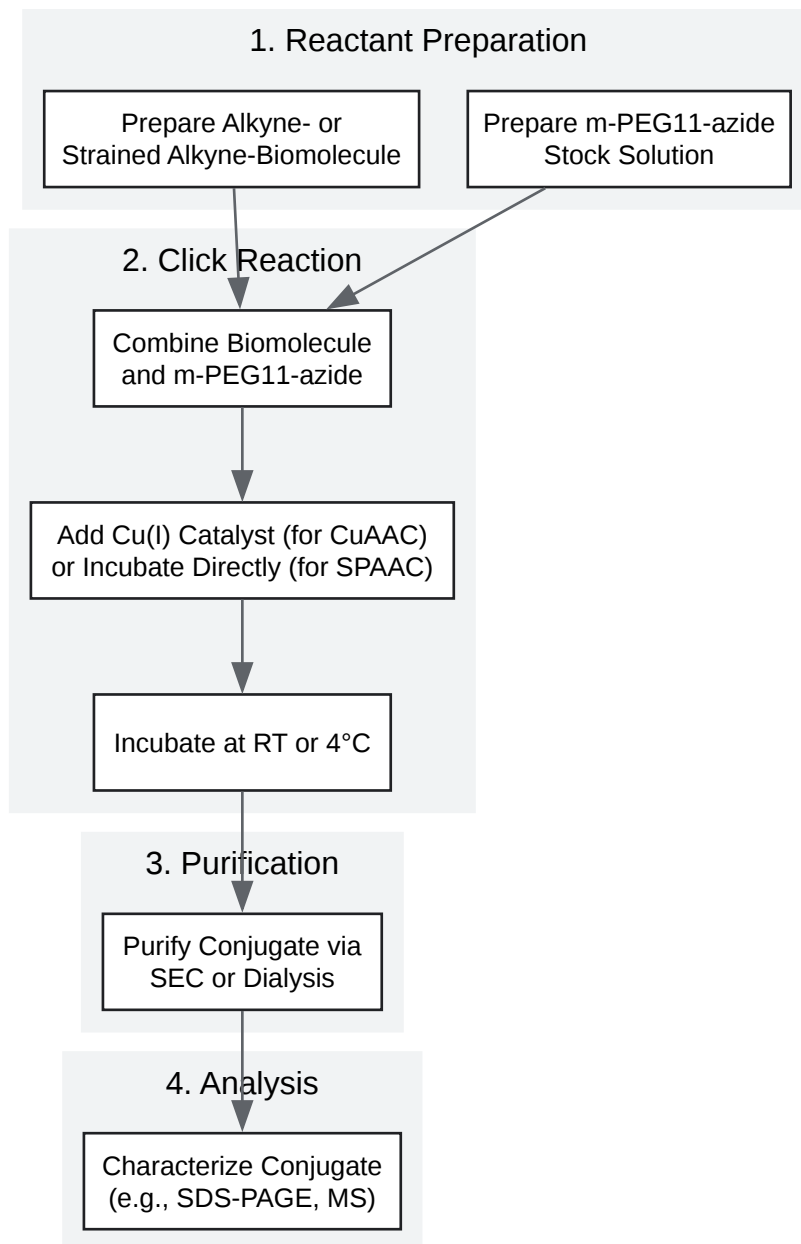 1. Reactant Preparation
Prepare Alkyne- or
Strained Alkyne-Biomolecule
Prepare m-PEG11-azide
Stock Solution
2. Click Reaction
Combine Biomolecule
and m-PEG11-azide
Add Cu(I) Catalyst (for CuAAC)
or Incubate Directly (for SPAAC)
Incubate at RT or 4°C
3. Purification
Purify Conjugate via
SEC or Dialysis
4. Analysis
Characterize Conjugate
(e.g., SDS-PAGE, MS)